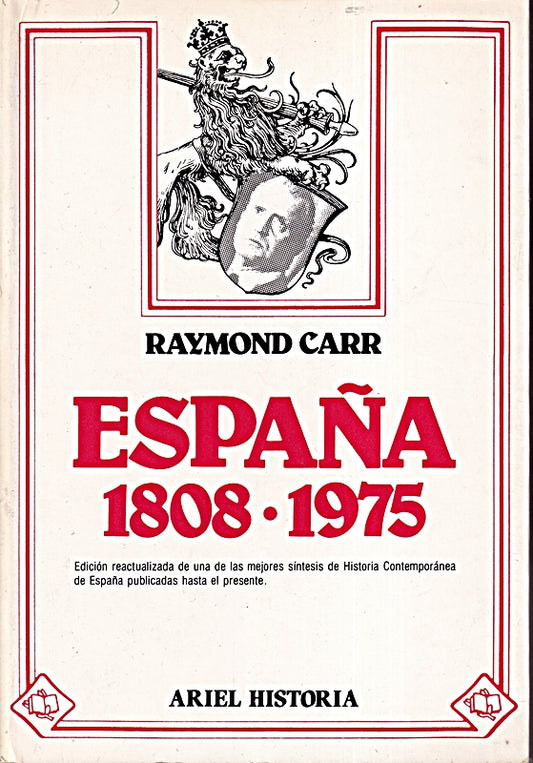 RAYMOND CARR
ESPAÑA
1808 • 1975
Edición reactualizada de una de las mejores síntesis de Historia Contemporánea
de España publicadas hasta el presente.
ARIEL HISTORIA